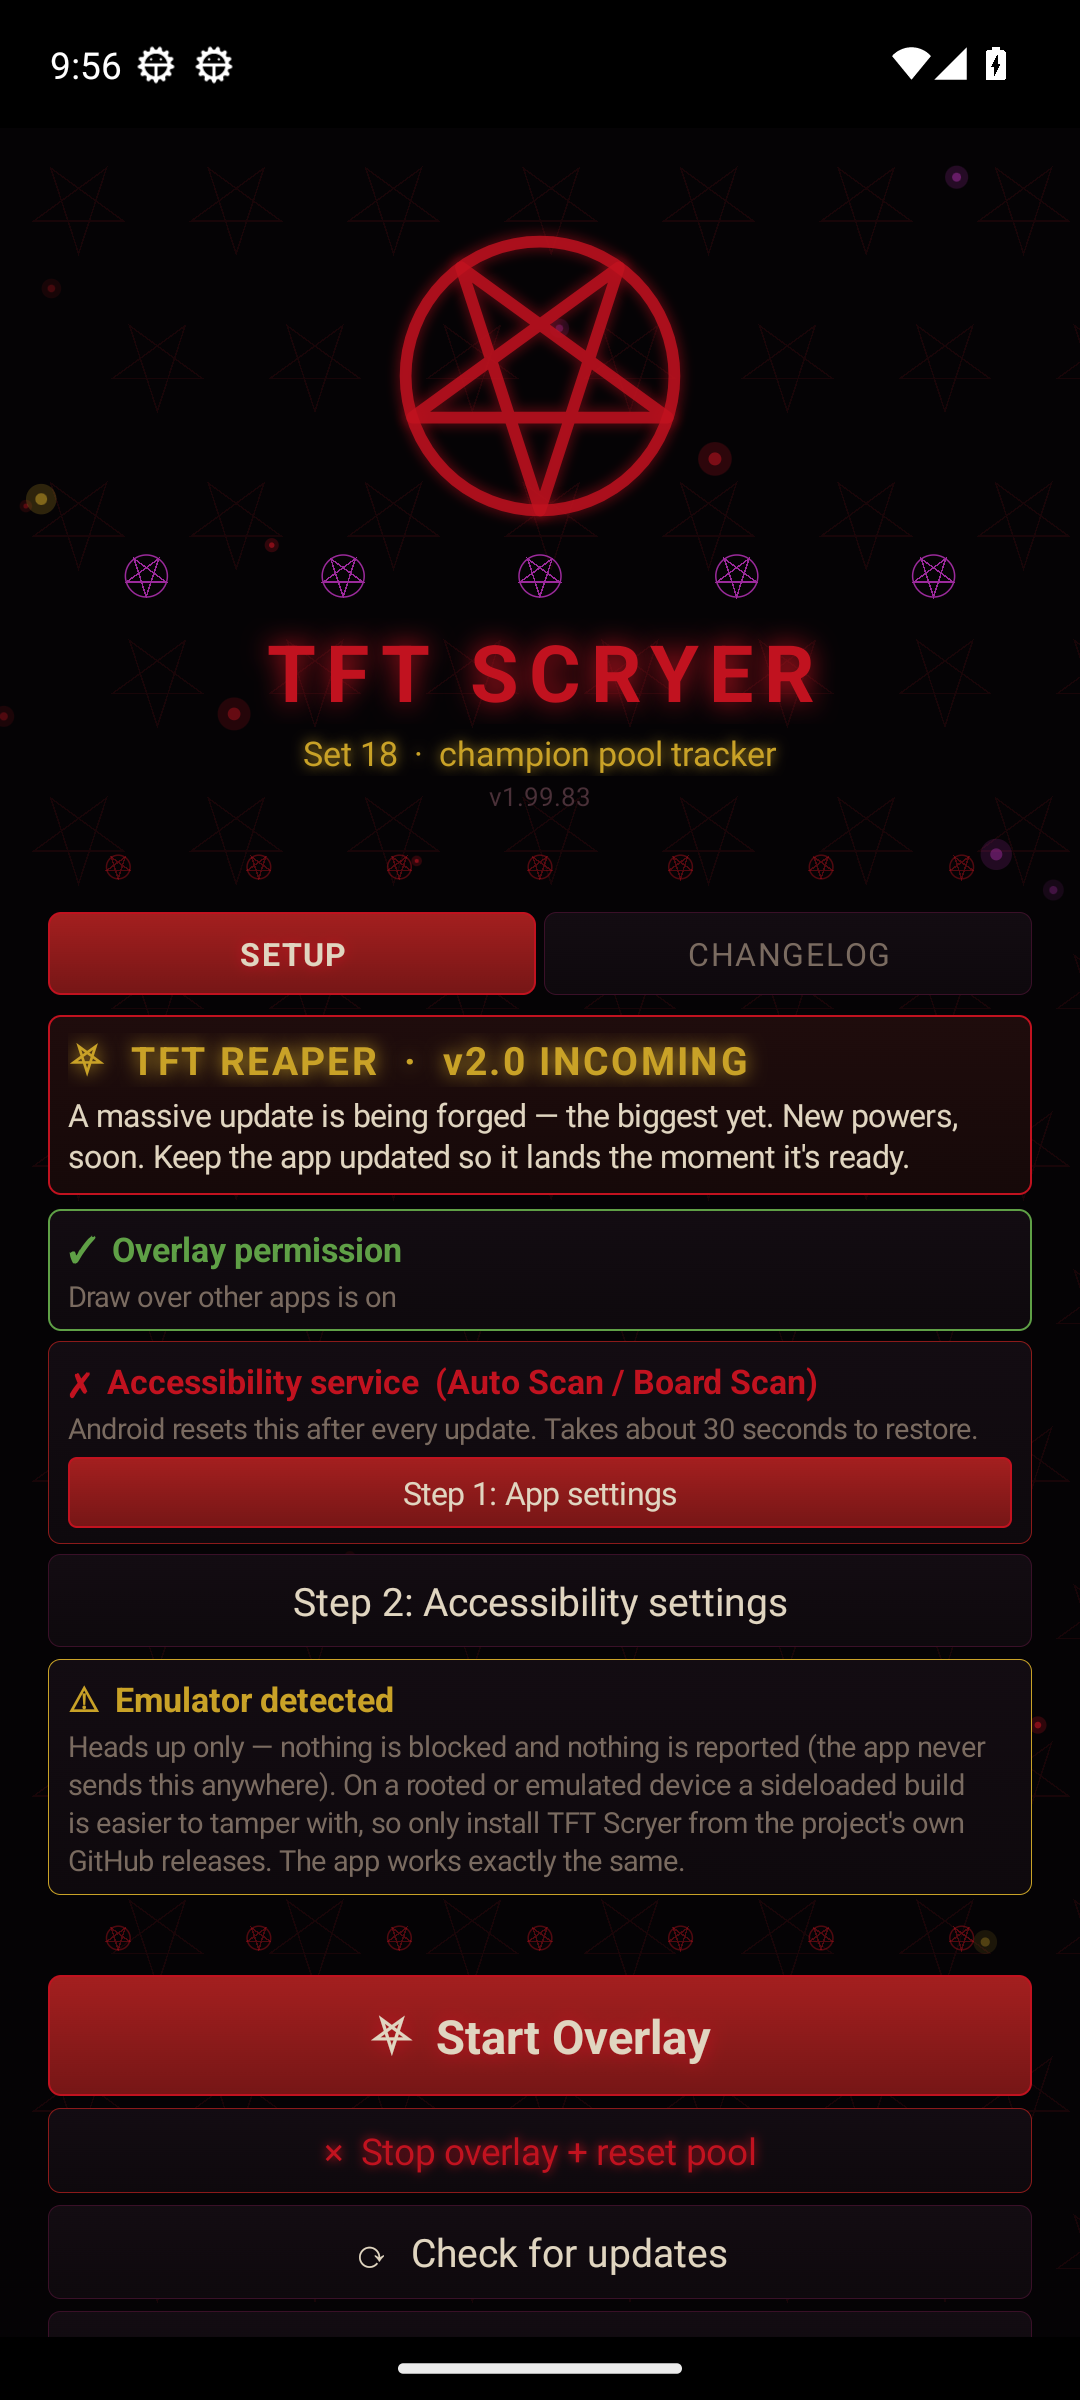 9:56
TFT SCRYER
Set 18 · champion pool tracker
v1.99.83
SETUP
CHANGELOG
TFT REAPER · v2.0 INCOMING
A massive update is being forged — the biggest yet. New powers,
soon. Keep the app updated so it lands the moment it's ready.
✓ Overlay permission
Draw over other apps is on
✗ Accessibility service (Auto Scan / Board Scan)
Android resets this after every update. Takes about 30 seconds to restore.
Step 1: App settings
Step 2: Accessibility settings
⚠ Emulator detected
Heads up only — nothing is blocked and nothing is reported (the app never
sends this anywhere). On a rooted or emulated device a sideloaded build
is easier to tamper with, so only install TFT Scryer from the project's own
GitHub releases. The app works exactly the same.
Start Overlay
× Stop overlay + reset pool
⟳ Check for updates